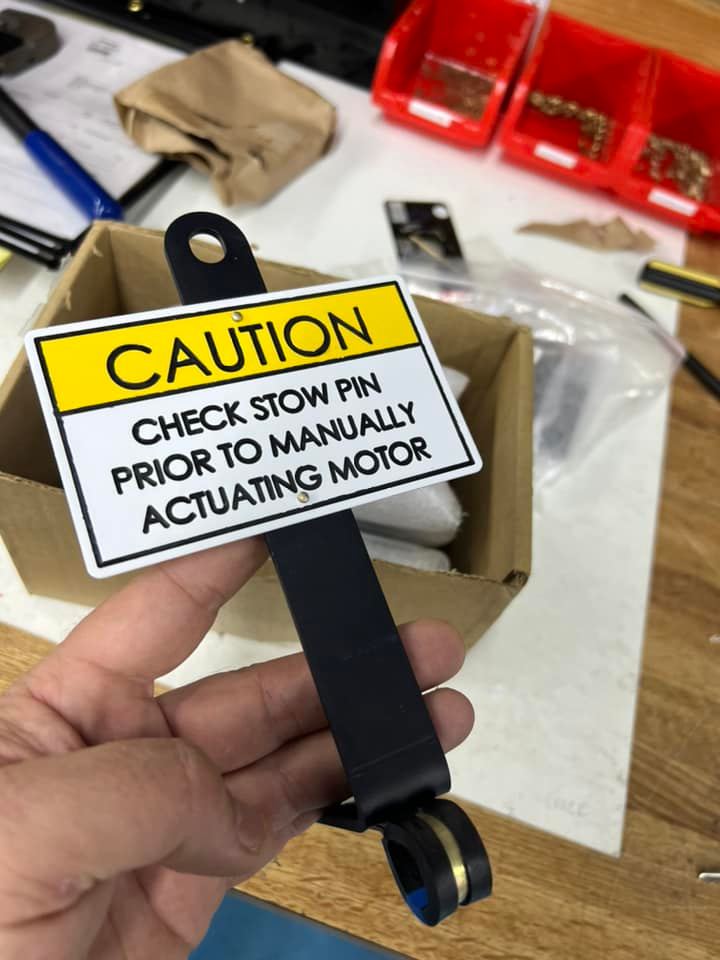 CAUTION
CHECK STOW PIN
PRIOR TO MANUALLY
ACTUATING MOTOR